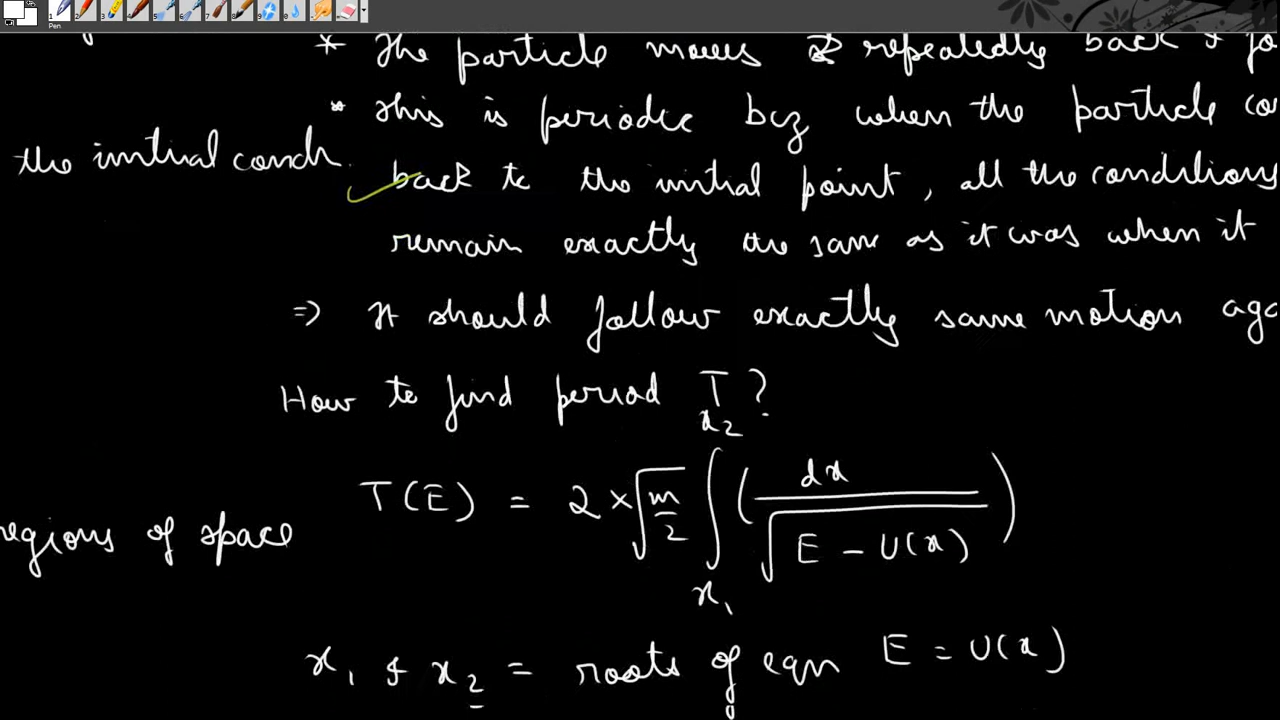 * The particle moves repeatedly back & fo
* This is periodic bcz when the particle co
the initial condn.
back to the initial point, all the conditions
remain exactly the same as it was when it
⇒ It should follow exactly same motion aga
How to find period T?
T(E) = 2 × √(m/2) ∫_{x₁}^{x₂} (dx / √(E - U(x)))
regions of space
x₁ & x₂ = roots of eqn E = U(x)